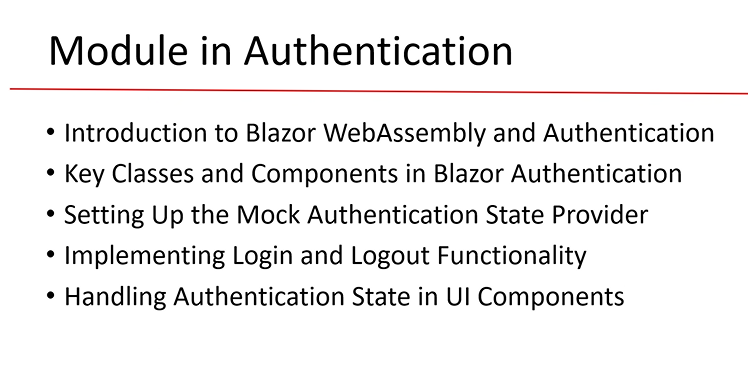 Module in Authentication
• Introduction to Blazor WebAssembly and Authentication
• Key Classes and Components in Blazor Authentication
• Setting Up the Mock Authentication State Provider
• Implementing Login and Logout Functionality
• Handling Authentication State in UI Components